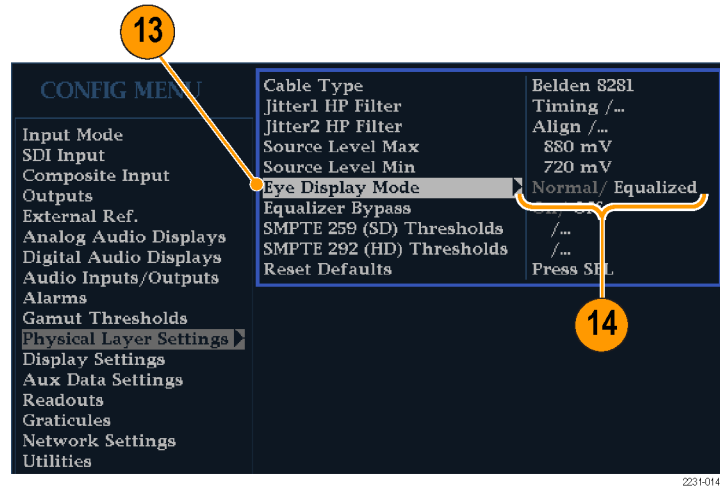 13
CONFIG MENU
Input Mode
SDI Input
Composite Input
Outputs
External Ref.
Analog Audio Displays
Digital Audio Displays
Audio Inputs/Outputs
Alarms
Gamut Thresholds
Physical Layer Settings
Display Settings
Aux Data Settings
Readouts
Graticules
Network Settings
Utilities
Cable Type Belden 8281
Jitter1 HP Filter Timing /...
Jitter2 HP Filter Align /...
Source Level Max 880 mV
Source Level Min 720 mV
Eye Display Mode Normal/ Equalized
Equalizer Bypass On/ Off
SMPTE 259 (SD) Thresholds /...
SMPTE 292 (HD) Thresholds /...
Reset Defaults Press SEL
14
2231-014